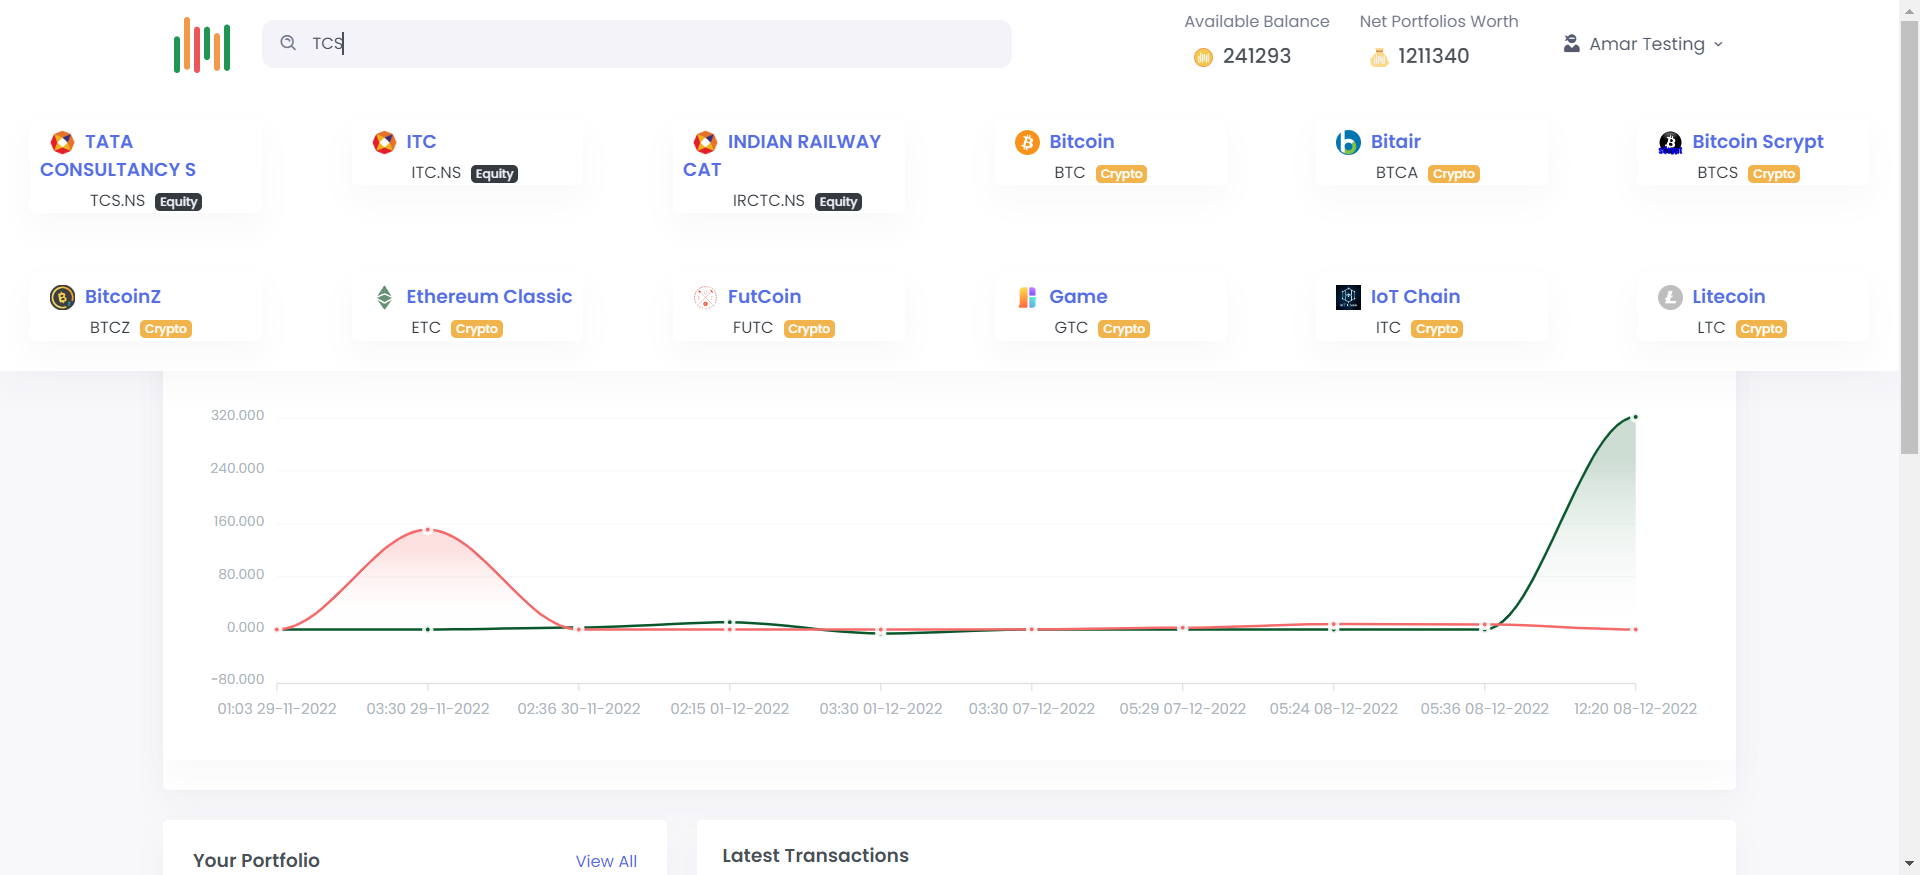 TCS
Available Balance
241293
Net Portfolios Worth
1211340
Amar Testing
TATA
CONSULTANCY S
TCS.NS Equity
ITC
ITC.NS Equity
INDIAN RAILWAY
CAT
IRCTC.NS Equity
Bitcoin
BTC Crypto
Bitair
BTCA Crypto
Bitcoin Scrypt
BTCS Crypto
BitcoinZ
BTCZ Crypto
Ethereum Classic
ETC Crypto
FutCoin
FUTC Crypto
Game
GTC Crypto
IoT Chain
ITC Crypto
Litecoin
LTC Crypto
320.000
240.000
160.000
80.000
0.000
-80.000
01:03 29-11-2022
03:30 29-11-2022
02:36 30-11-2022
02:15 01-12-2022
03:30 01-12-2022
03:30 07-12-2022
05:29 07-12-2022
05:24 08-12-2022
05:36 08-12-2022
12:20 08-12-2022
Your Portfolio
View All
Latest Transactions